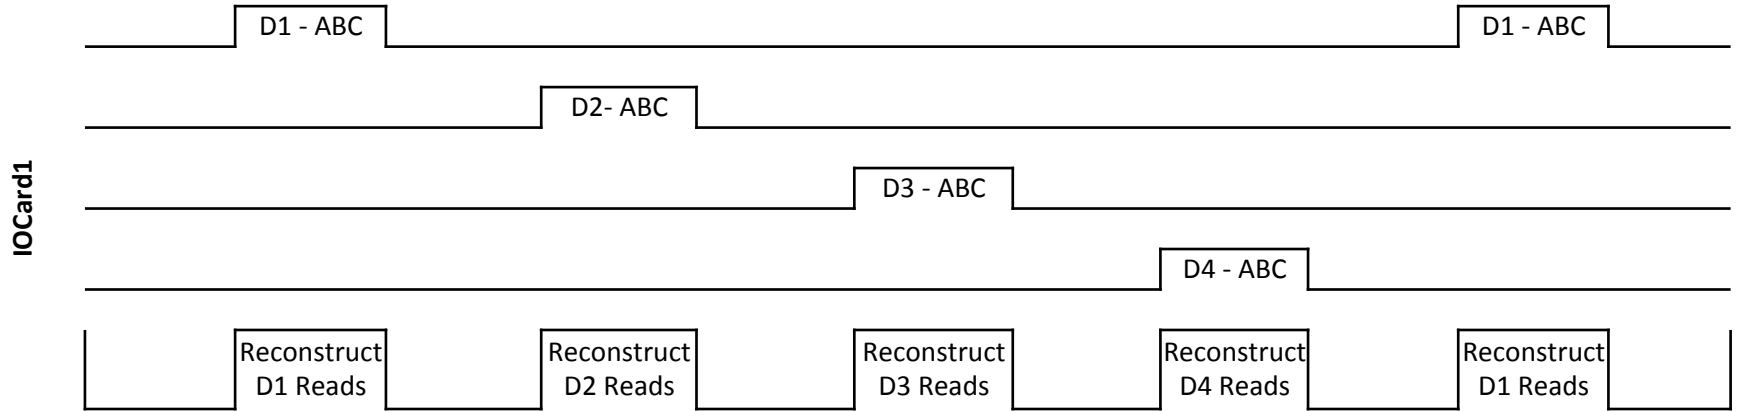 D1 - ABC
D1 - ABC
D2- ABC
IOCard1
D3 - ABC
D4 - ABC
Reconstruct
D1 Reads
Reconstruct
D2 Reads
Reconstruct
D3 Reads
Reconstruct
D4 Reads
Reconstruct
D1 Reads